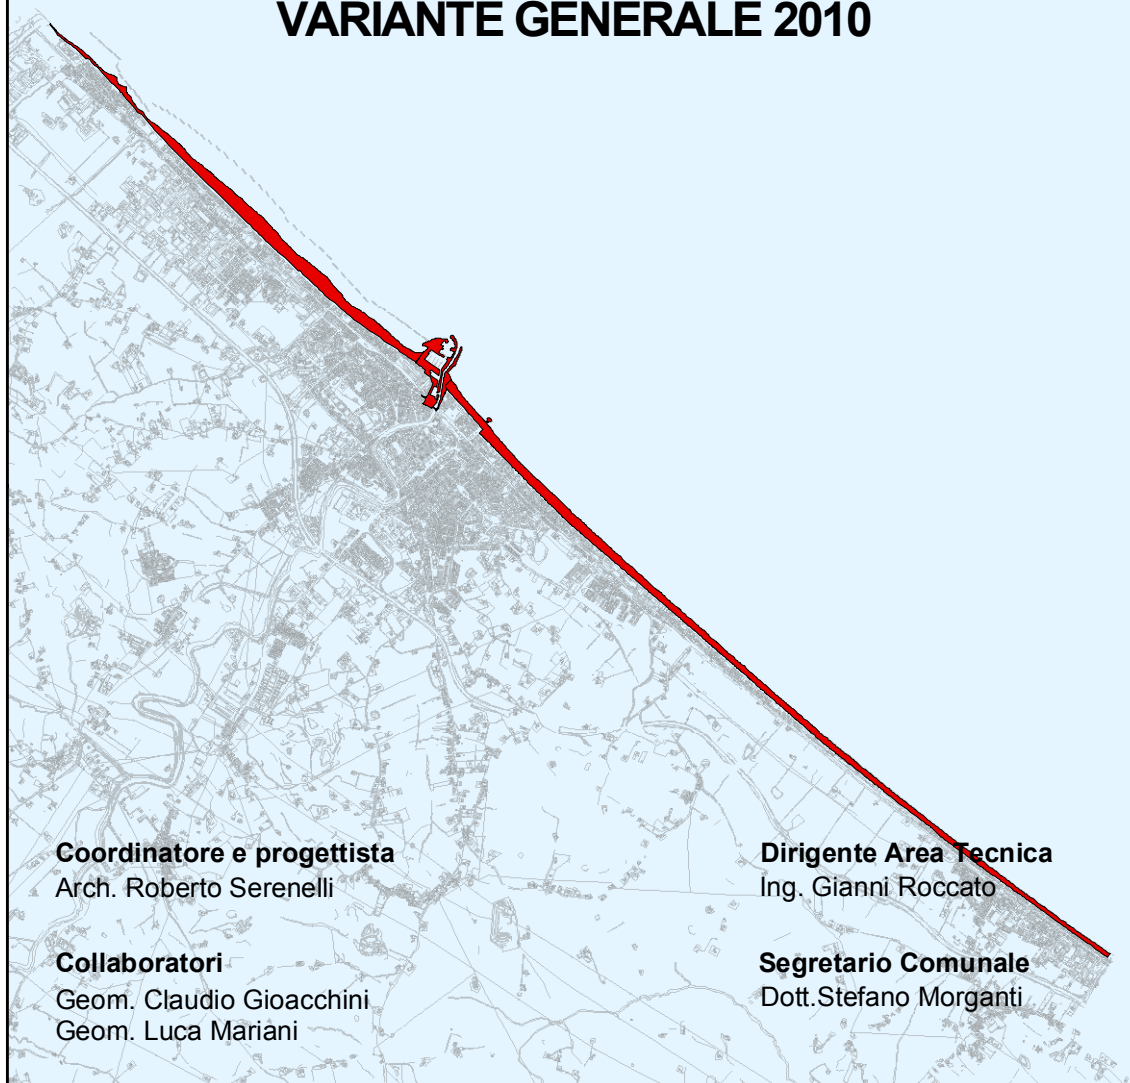 VARIANTE GENERALE 2010
Coordinatore e progettista
Arch. Roberto Serenelli
Dirigente Area Tecnica
Ing. Gianni Roccato
Collaboratori
Geom. Claudio Gioacchini
Geom. Luca Mariani
Segretario Comunale
Dott.Stefano Morganti